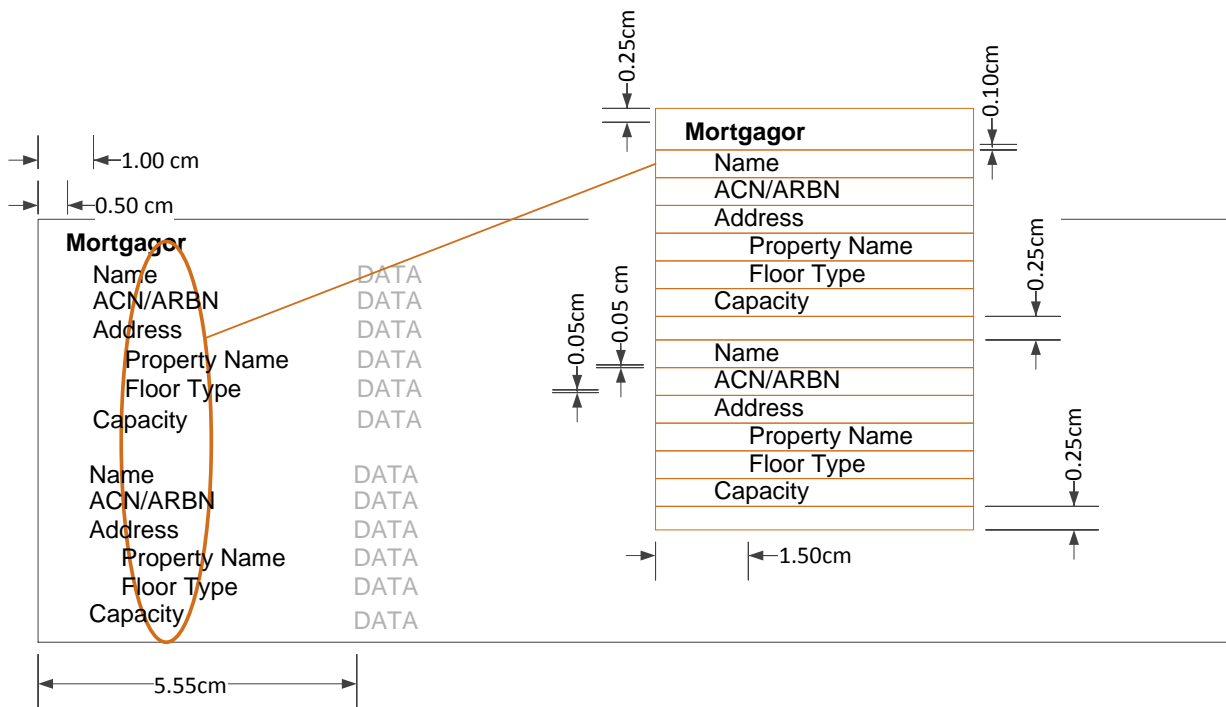 0.25cm
0.10cm
1.00 cm
0.50 cm
Mortgagor
Name DATA
ACN/ARBN DATA
Address DATA
Property Name DATA
Floor Type DATA
Capacity DATA
Name DATA
ACN/ARBN DATA
Address DATA
Property Name DATA
Floor Type DATA
Capacity DATA
5.55cm
0.05cm
0.05 cm
Mortgagor
Name
ACN/ARBN
Address
Property Name
Floor Type
Capacity
Name
ACN/ARBN
Address
Property Name
Floor Type
Capacity
0.25cm
0.25cm
1.50cm